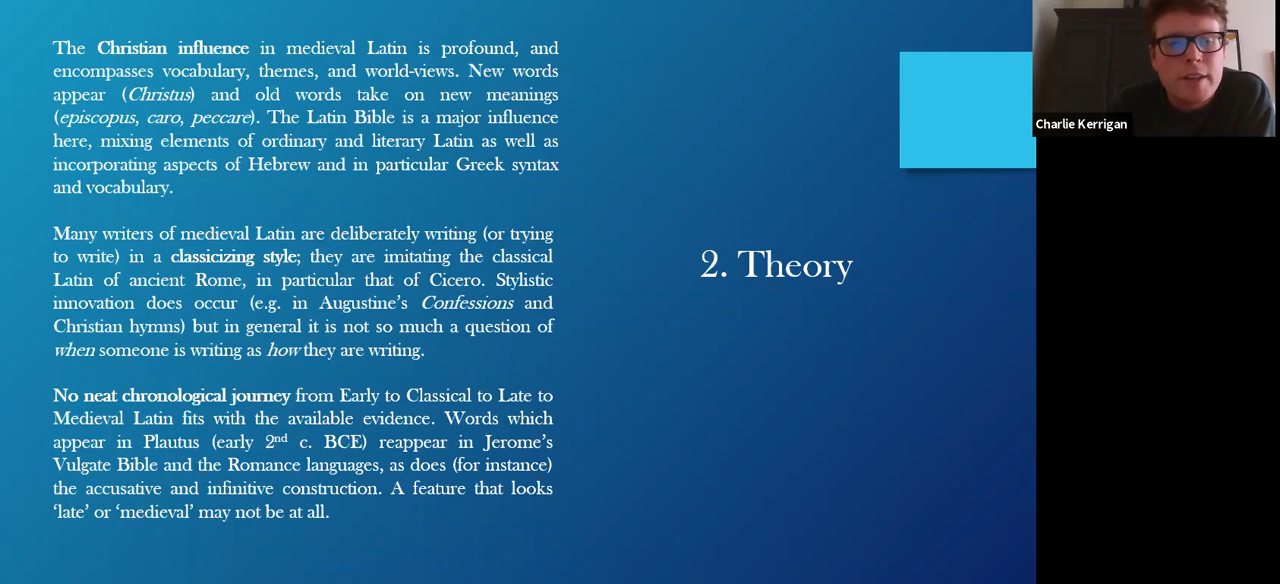 The Christian influence in medieval Latin is profound, and
encompasses vocabulary, themes, and world-views. New words
appear (Christus) and old words take on new meanings
(episcopus, caro, peccare). The Latin Bible is a major influence
here, mixing elements of ordinary and literary Latin as well as
incorporating aspects of Hebrew and in particular Greek syntax
and vocabulary.
Many writers of medieval Latin are deliberately writing (or trying
to write) in a classicizing style; they are imitating the classical
Latin of ancient Rome, in particular that of Cicero. Stylistic
innovation does occur (e.g. in Augustine’s Confessions and
Christian hymns) but in general it is not so much a question of
when someone is writing as how they are writing.
No neat chronological journey from Early to Classical to Late to
Medieval Latin fits with the available evidence. Words which
appear in Plautus (early 2nd c. BCE) reappear in Jerome’s
Vulgate Bible and the Romance languages, as does (for instance)
the accusative and infinitive construction. A feature that looks
‘late’ or ‘medieval’ may not be at all.
2. Theory
Charlie Kerrigan